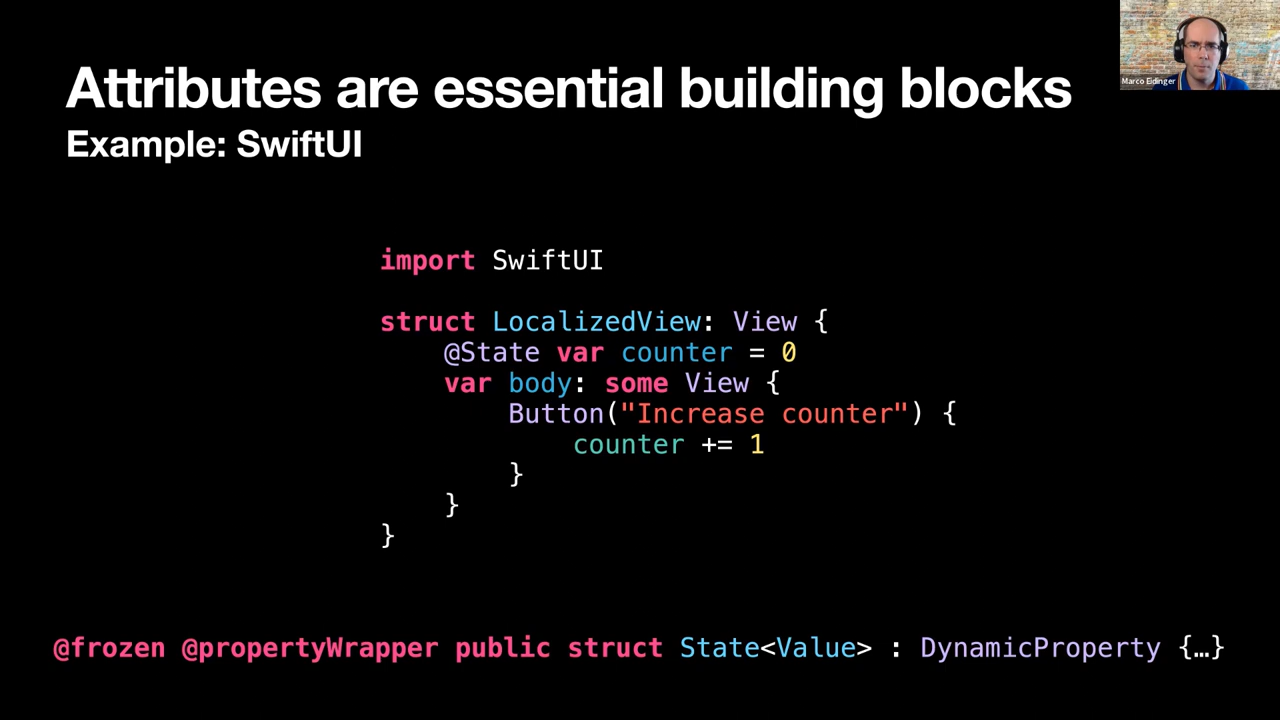 Attributes are essential building blocks
Example: SwiftUI
Marco Eidinger
import SwiftUI
struct LocalizedView: View {
@State var counter = 0
var body: some View {
Button("Increase counter") {
counter += 1
}
}
}
@frozen @propertyWrapper public struct State<Value> : DynamicProperty {…}